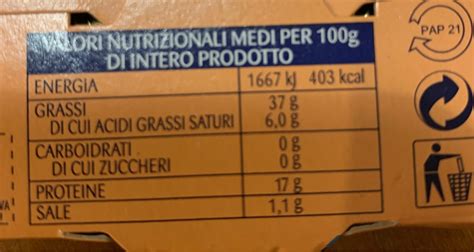 VALORI NUTRIZIONALI MEDI PER 100g
DI INTERO PRODOTTO
ENERGIA 1667 kJ 403 kcal
GRASSI 37 g
DI CUI ACIDI GRASSI SATURI 6,0 g
CARBOIDRATI 0 g
DI CUI ZUCCHERI 0 g
PROTEINE 17 g
SALE 1,1 g
PAP 21